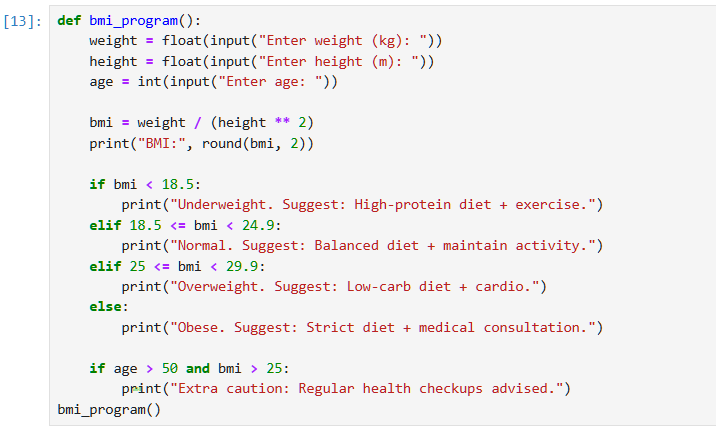 [13]: def bmi_program():
    weight = float(input("Enter weight (kg): "))
    height = float(input("Enter height (m): "))
    age = int(input("Enter age: "))

    bmi = weight / (height ** 2)
    print("BMI:", round(bmi, 2))

    if bmi < 18.5:
        print("Underweight. Suggest: High-protein diet + exercise.")
    elif 18.5 <= bmi < 24.9:
        print("Normal. Suggest: Balanced diet + maintain activity.")
    elif 25 <= bmi < 29.9:
        print("Overweight. Suggest: Low-carb diet + cardio.")
    else:
        print("Obese. Suggest: Strict diet + medical consultation.")

    if age > 50 and bmi > 25:
        print("Extra caution: Regular health checkups advised.")
bmi_program()